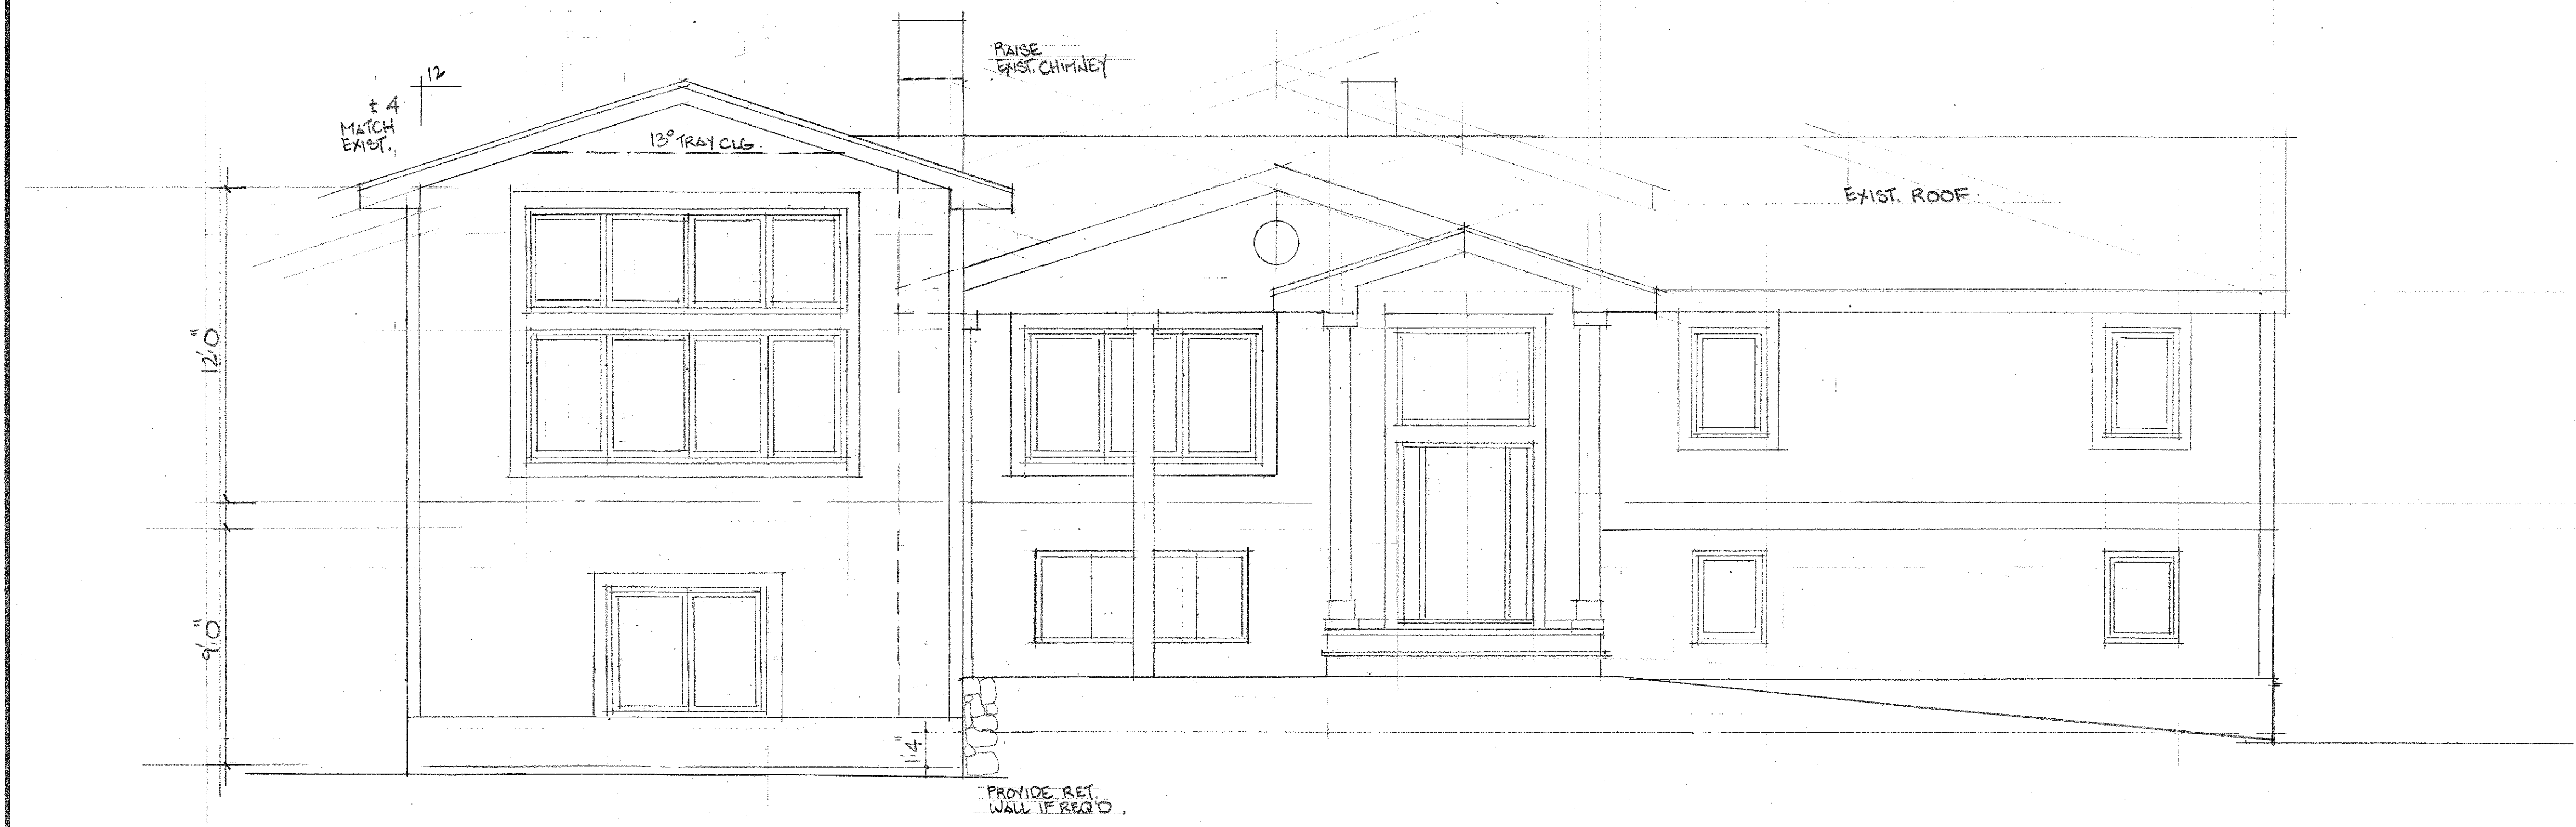 RAISE
EXIST. CHIMNEY
12
± 4
MATCH
EXIST.
13⁰ TRAY CLG.
EXIST. ROOF
12'0"
9'0"
1'4"
PROVIDE RET.
WALL IF REQ'D.